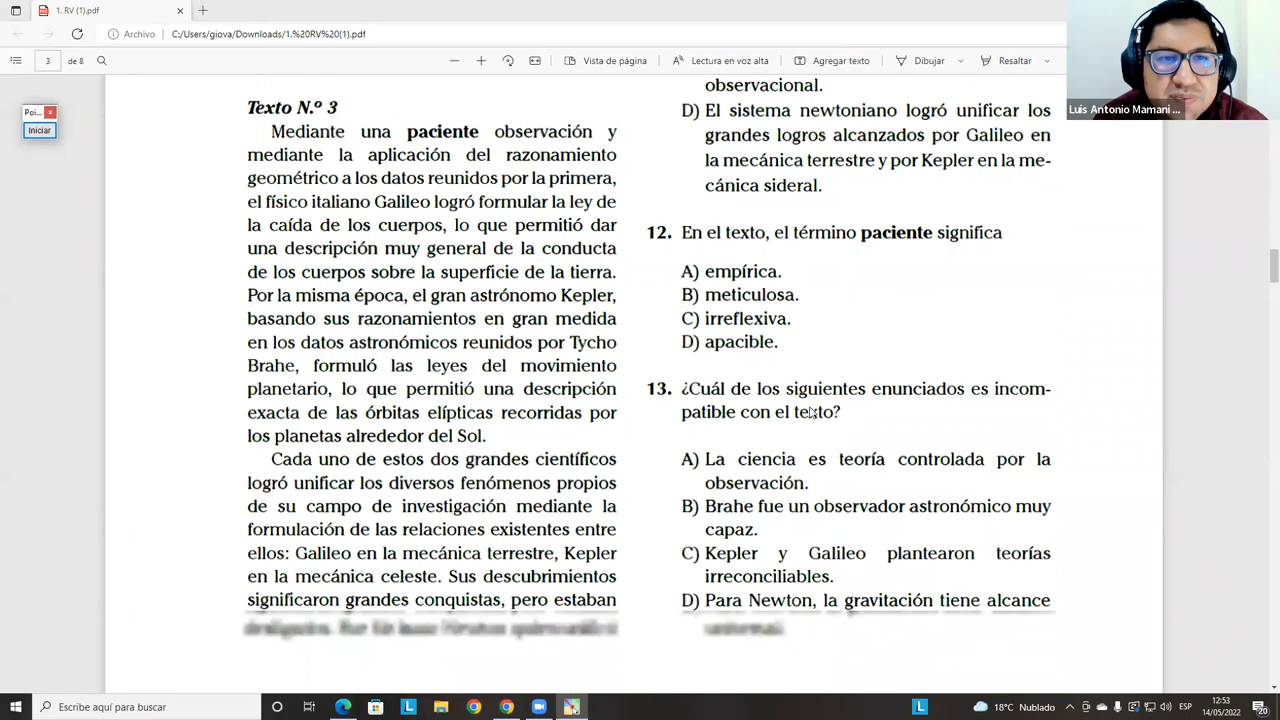 1. RV (1).pdf
Archivo
C:/Users/giova/Downloads/1.%20RV%20(1).pdf
3
de 8
Vista de página
Lectura en voz alta
Agregar texto
Dibujar
Resaltar
Luis Antonio Mamani ...
Poi...
Iniciar
Texto N.º 3
Mediante una paciente observación y
mediante la aplicación del razonamiento
geométrico a los datos reunidos por la primera,
el físico italiano Galileo logró formular la ley de
la caída de los cuerpos, lo que permitió dar
una descripción muy general de la conducta
de los cuerpos sobre la superficie de la tierra.
Por la misma época, el gran astrónomo Kepler,
basando sus razonamientos en gran medida
en los datos astronómicos reunidos por Tycho
Brahe, formuló las leyes del movimiento
planetario, lo que permitió una descripción
exacta de las órbitas elípticas recorridas por
los planetas alrededor del Sol.
Cada uno de estos dos grandes científicos
logró unificar los diversos fenómenos propios
de su campo de investigación mediante la
formulación de las relaciones existentes entre
ellos: Galileo en la mecánica terrestre, Kepler
en la mecánica celeste. Sus descubrimientos
significaron grandes conquistas, pero estaban
observacional.
D) El sistema newtoniano logró unificar los
grandes logros alcanzados por Galileo en
la mecánica terrestre y por Kepler en la me-
cánica sideral.
12. En el texto, el término paciente significa
A) empírica.
B) meticulosa.
C) irreflexiva.
D) apacible.
13. ¿Cuál de los siguientes enunciados es incom-
patible con el texto?
A) La ciencia es teoría controlada por la
observación.
B) Brahe fue un observador astronómico muy
capaz.
C) Kepler y Galileo plantearon teorías
irreconciliables.
D) Para Newton, la gravitación tiene alcance
Escribe aquí para buscar
18°C Nublado
ESP
12:53
14/05/2022
20